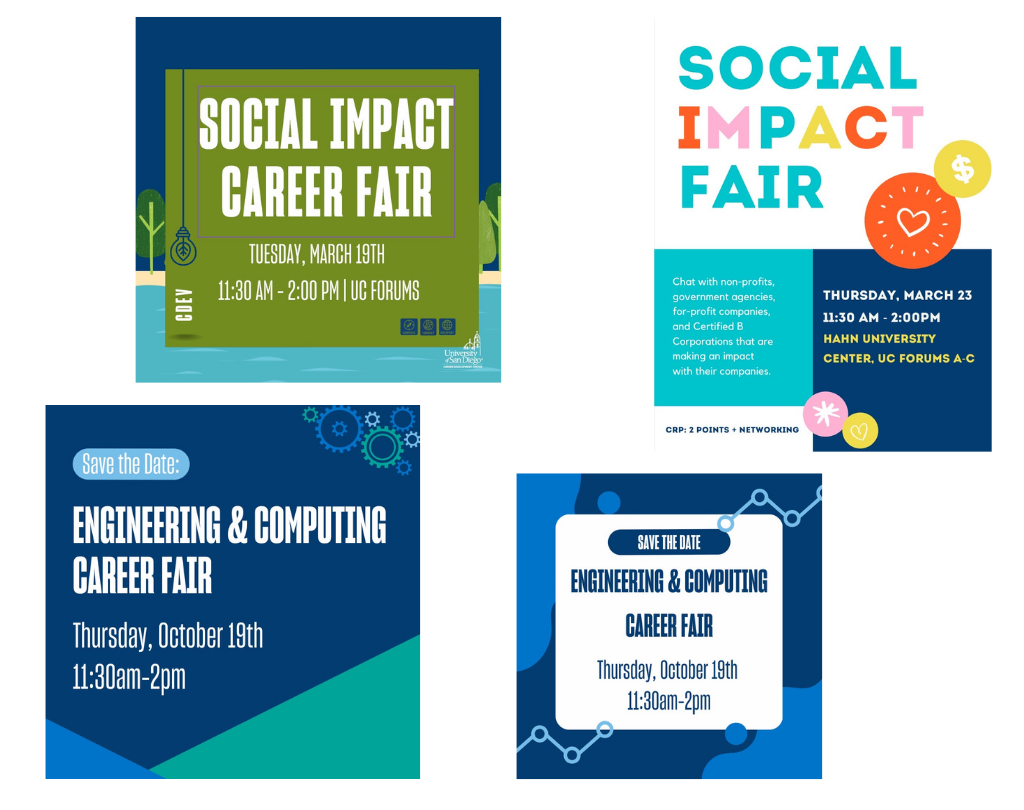 SOCIAL IMPACT
CAREER FAIR
TUESDAY, MARCH 19TH
11:30 AM - 2:00 PM | UC FORUMS
CDEV
University
of San Diego
SOCIAL
IMPACT
FAIR
$
Chat with non-profits,
government agencies,
for-profit companies,
and Certified B
Corporations that are
making an impact
with their companies.
THURSDAY, MARCH 23
11:30 AM - 2:00PM
HAHN UNIVERSITY
CENTER, UC FORUMS A-C
CRP: 2 POINTS + NETWORKING
Save the Date:
ENGINEERING & COMPUTING
CAREER FAIR
Thursday, October 19th
11:30am-2pm
SAVE THE DATE
ENGINEERING & COMPUTING
CAREER FAIR
Thursday, October 19th
11:30am-2pm